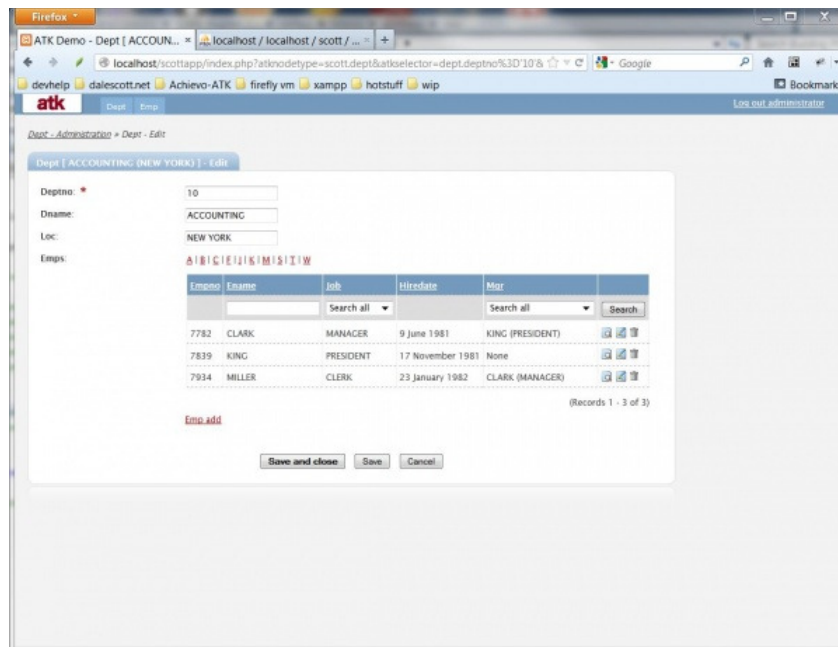 Firefox
ATK Demo - Dept [ ACCOUN... × localhost / localhost / scott / ... × +
localhost/scottapp/index.php?atknodetype=scott.dept&atkselector=dept.deptno%3D'10'& Google
devhelp dalescott.net Achievo-ATK firefly vm xampp hotstuff wip Bookmark
atk Dept Emp Log out administrator
Dept - Administration » Dept - Edit
Dept [ ACCOUNTING (NEW YORK) ] - Edit
Deptno: * 10
Dname: ACCOUNTING
Loc: NEW YORK
Emps: A | B | C | F | J | K | M | S | T | W
Empno Ename Job Hiredate Mgr
Search all Search all Search
7782 CLARK MANAGER 9 June 1981 KING (PRESIDENT)
7839 KING PRESIDENT 17 November 1981 None
7934 MILLER CLERK 23 January 1982 CLARK (MANAGER)
(Records 1 - 3 of 3)
Emp add
Save and close Save Cancel